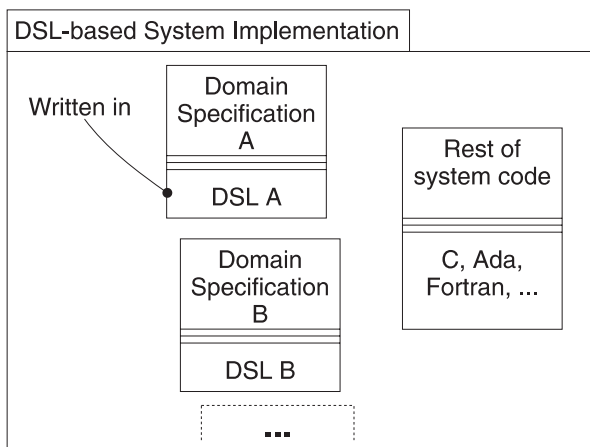 DSL-based System Implementation
Written in
Domain
Specification
A
DSL A
Rest of
system code
C, Ada,
Fortran, ...
Domain
Specification
B
DSL B
...